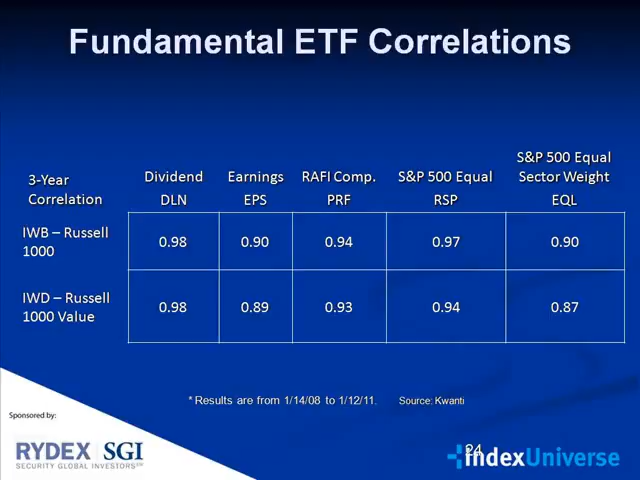 Fundamental ETF Correlations
3-Year
Correlation
Dividend
DLN
Earnings
EPS
RAFI Comp.
PRF
S&P 500 Equal
RSP
S&P 500 Equal
Sector Weight
EQL
IWB – Russell
1000
0.98
0.90
0.94
0.97
0.90
IWD – Russell
1000 Value
0.98
0.89
0.93
0.94
0.87
* Results are from 1/14/08 to 1/12/11. Source: Kwanti
Sponsored by:
RYDEX SGI
SECURITY GLOBAL INVESTORS℠
24
IndexUniverse